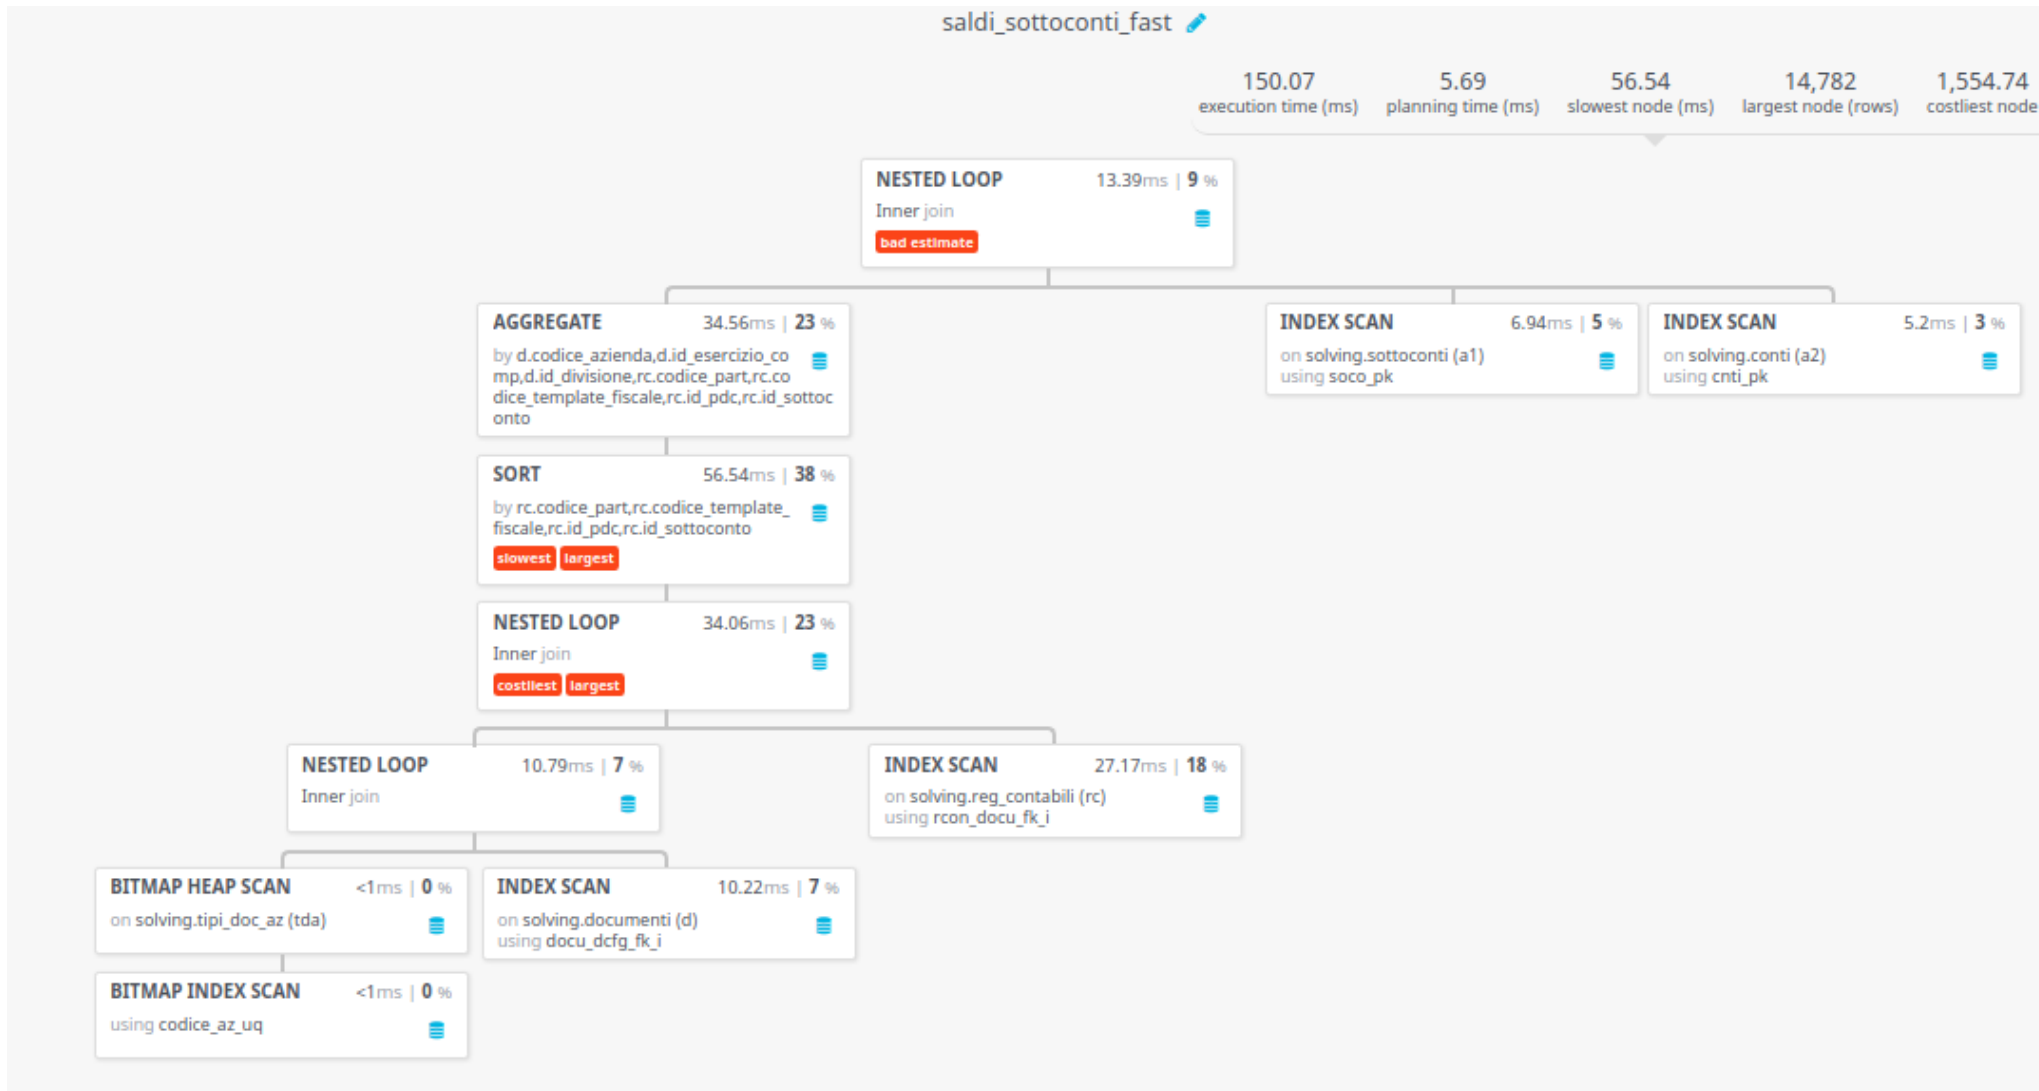 saldi_sottoconti_fast
150.07 5.69 56.54 14,782 1,554.74
execution time (ms) planning time (ms) slowest node (ms) largest node (rows) costliest node
NESTED LOOP 13.39ms | 9 %
Inner join
bad estimate
AGGREGATE 34.56ms | 23 %
by d.codice_azienda,d.id_esercizio_co
mp,d.id_divisione,rc.codice_part,rc.co
dice_template_fiscale,rc.id_pdc,rc.id_sottoc
onto
INDEX SCAN 6.94ms | 5 %
on solving.sottoconti (a1)
using soco_pk
INDEX SCAN 5.2ms | 3 %
on solving.conti (a2)
using cnti_pk
SORT 56.54ms | 38 %
by rc.codice_part,rc.codice_template_
fiscale,rc.id_pdc,rc.id_sottoconto
slowest largest
NESTED LOOP 34.06ms | 23 %
Inner join
costliest largest
NESTED LOOP 10.79ms | 7 %
Inner join
INDEX SCAN 27.17ms | 18 %
on solving.reg_contabili (rc)
using rcon_docu_fk_i
BITMAP HEAP SCAN <1ms | 0 %
on solving.tipi_doc_az (tda)
INDEX SCAN 10.22ms | 7 %
on solving.documenti (d)
using docu_dcfg_fk_i
BITMAP INDEX SCAN <1ms | 0 %
using codice_az_uq